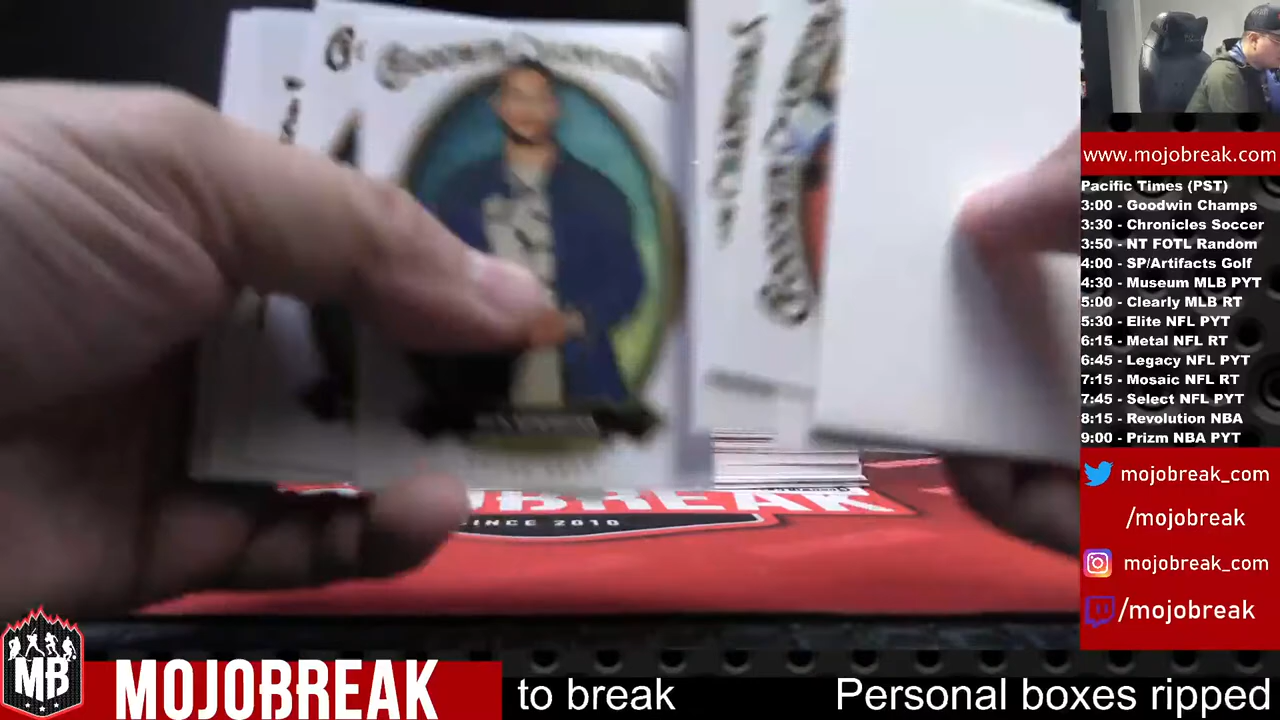 GOODWIN CHAMPIONS
www.mojobreak.com
Pacific Times (PST)
3:00 - Goodwin Champs
3:30 - Chronicles Soccer
3:50 - NT FOTL Random
4:00 - SP/Artifacts Golf
4:30 - Museum MLB PYT
5:00 - Clearly MLB RT
5:30 - Elite NFL PYT
6:15 - Metal NFL RT
6:45 - Legacy NFL PYT
7:15 - Mosaic NFL RT
7:45 - Select NFL PYT
8:15 - Revolution NBA
9:00 - Prizm NBA PYT
mojobreak_com
/mojobreak
mojobreak_com
/mojobreak
BREAK
SINCE 2010
MB
MOJOBREAK
to break
Personal boxes ripped